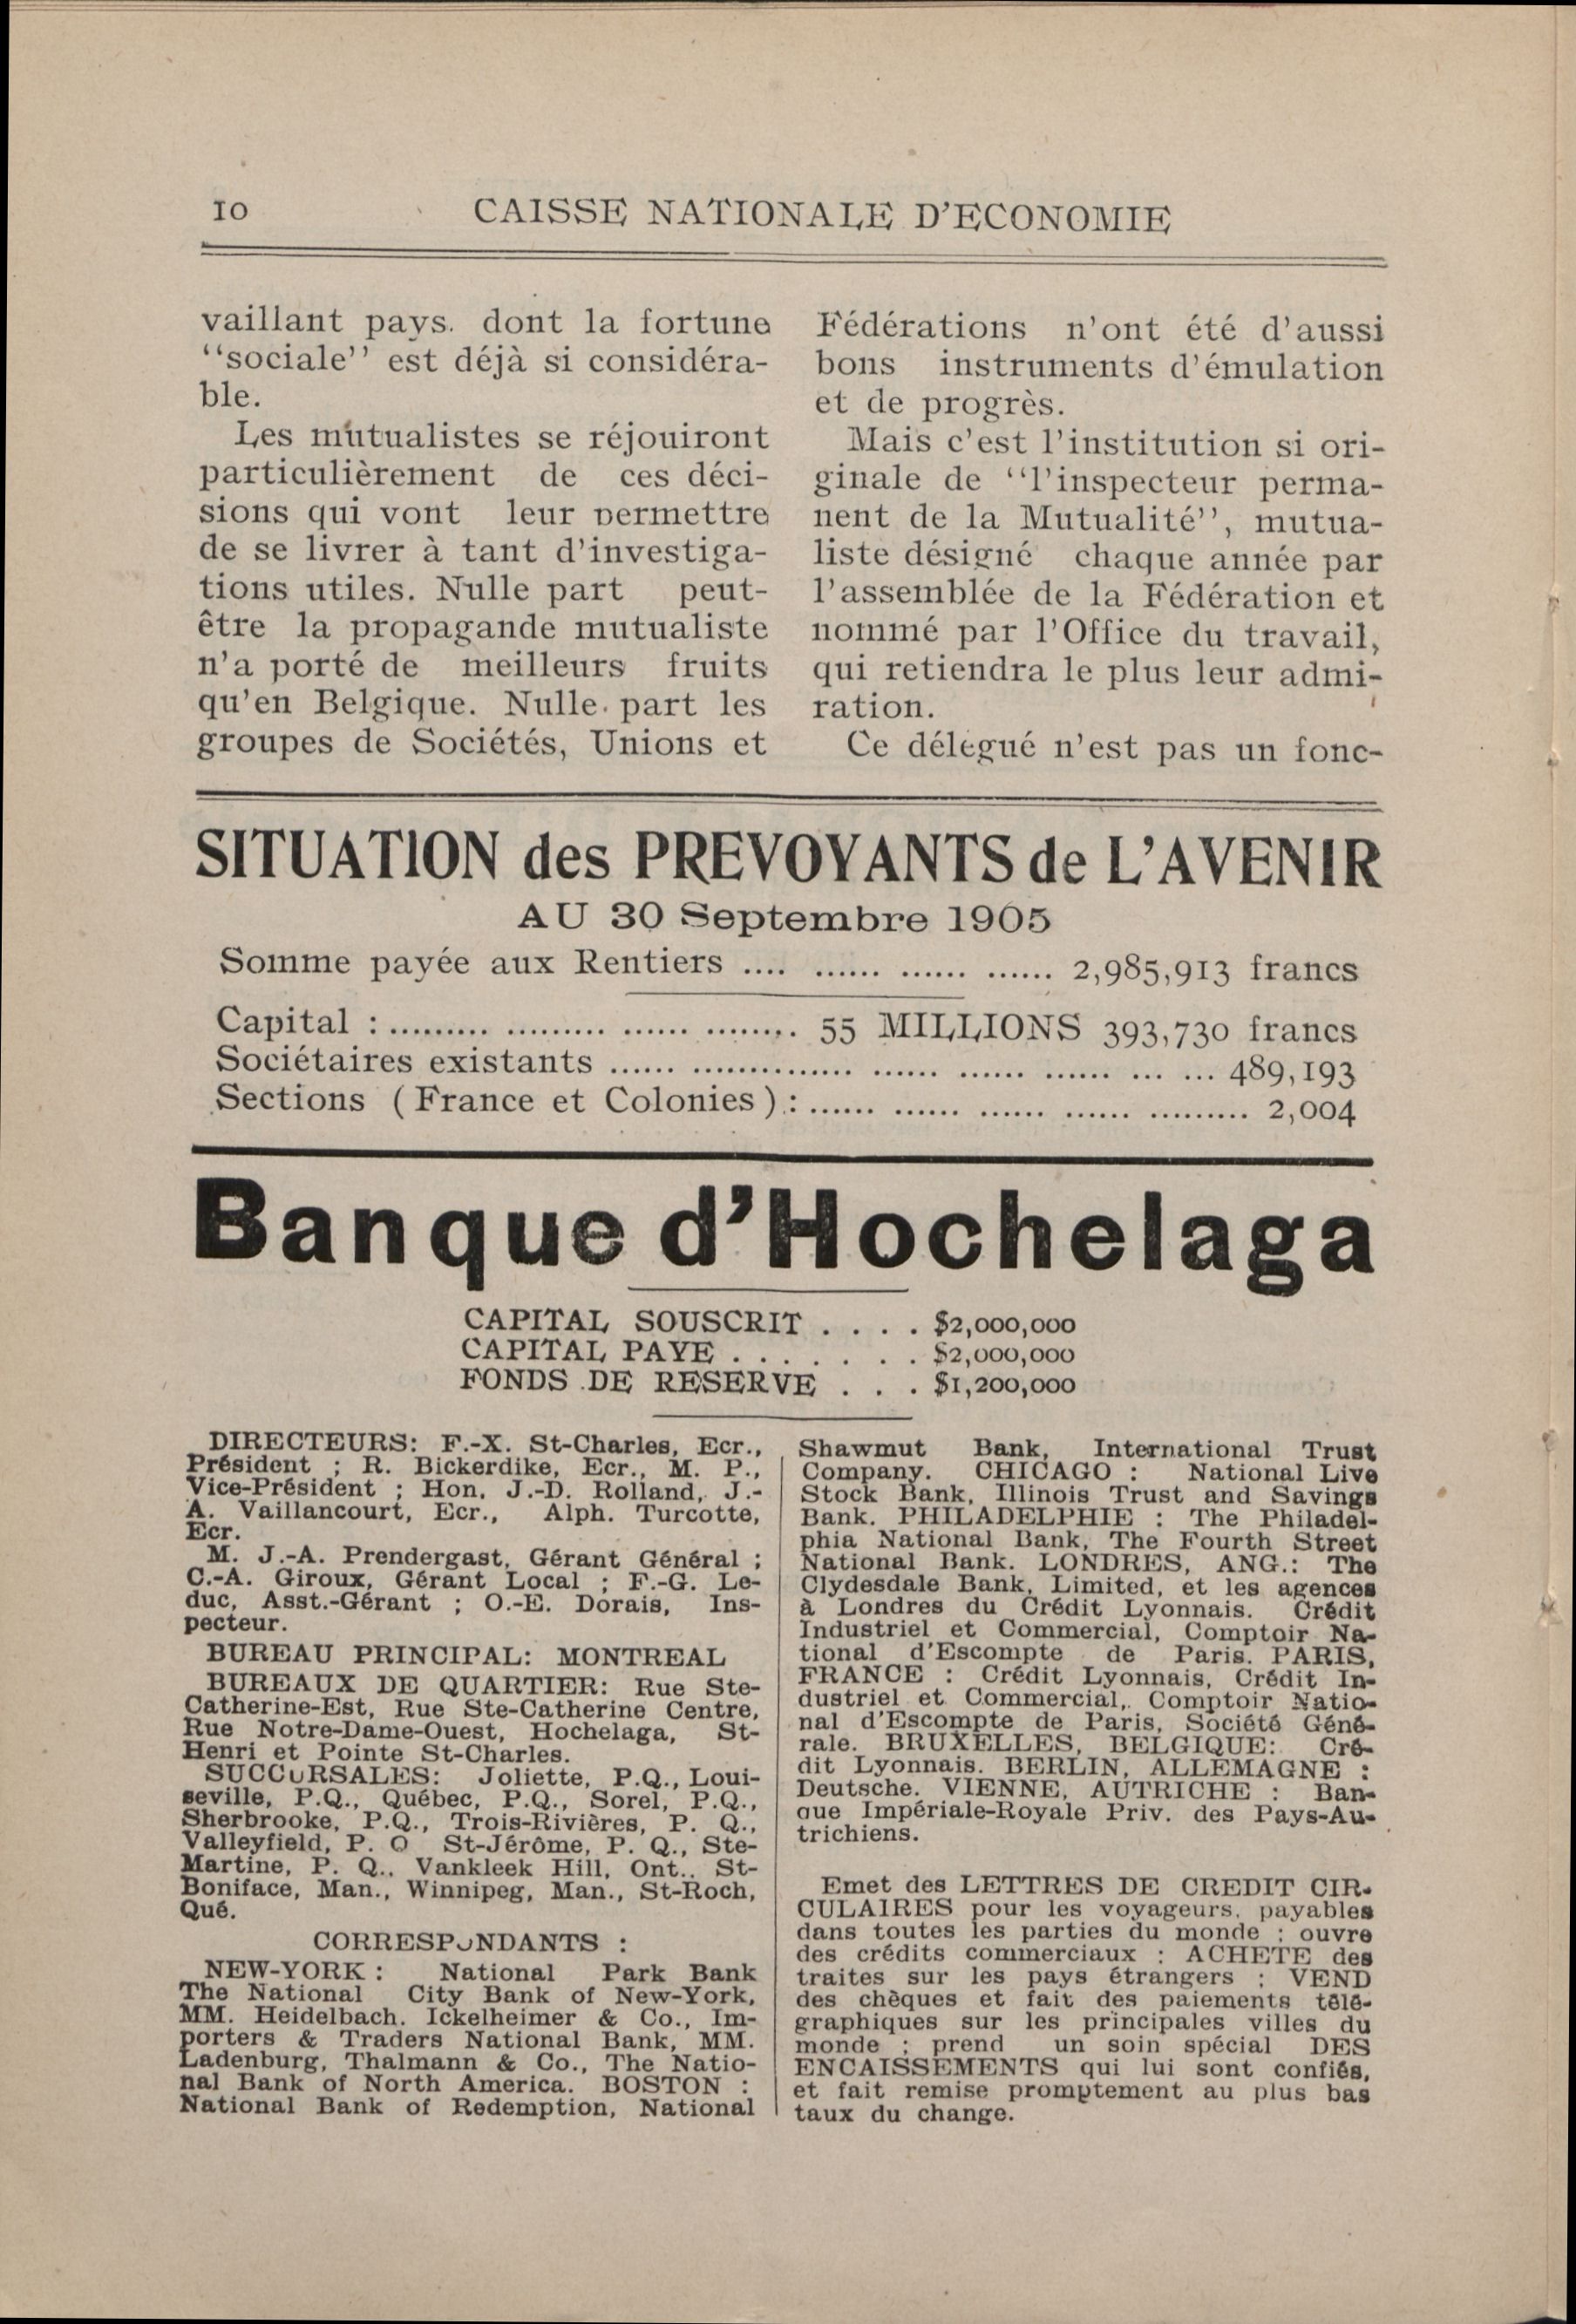 10 CAISSE NATIONALE D'ECONOMIE
vaillant pays. dont la fortune
"sociale" est déjà si considéra-
ble.
Les mutualistes se réjouiront
particulièrement de ces déci-
sions qui vont leur permettre
de se livrer à tant d'investiga-
tions utiles. Nulle part peut-
être la propagande mutualiste
n'a porté de meilleurs fruits
qu'en Belgique. Nulle part les
groupes de Sociétés, Unions et
Fédérations n'ont été d'aussi
bons instruments d'émulation
et de progrès.
Mais c'est l'institution si ori-
ginale de "l'inspecteur perma-
nent de la Mutualité", mutua-
liste désigné chaque année par
l'assemblée de la Fédération et
nommé par l'Office du travail,
qui retiendra le plus leur admi-
ration.
Ce délégué n'est pas un fonc-
SITUATION des PREVOYANTS de L'AVENIR
AU 30 Septembre 1905
Somme payée aux Rentiers .... ...... ...... ...... 2,985,913 francs
Capital : ......... ......... ...... ........ 55 MILLIONS 393,730 francs
Sociétaires existants ...... .............. ...... ...... ...... ... ... 489,193
Sections (France et Colonies) : ...... ...... ...... ...... ......... 2,004
Banque d'Hochelaga
CAPITAL SOUSCRIT . . . . $2,000,000
CAPITAL PAYE . . . . . . . $2,000,000
FONDS DE RESERVE . . . $1,200,000
DIRECTEURS: F.-X. St-Charles, Ecr.,
Président ; R. Bickerdike, Ecr., M. P.,
Vice-Président ; Hon. J.-D. Rolland, J.-
A. Vaillancourt, Ecr., Alph. Turcotte,
Ecr.
M. J.-A. Prendergast, Gérant Général ;
C.-A. Giroux, Gérant Local ; F.-G. Le-
duc, Asst.-Gérant ; O.-E. Dorais, Ins-
pecteur.
BUREAU PRINCIPAL: MONTREAL
BUREAUX DE QUARTIER: Rue Ste-
Catherine-Est, Rue Ste-Catherine Centre,
Rue Notre-Dame-Ouest, Hochelaga, St-
Henri et Pointe St-Charles.
SUCCURSALES: Joliette, P.Q., Loui-
seville, P.Q., Québec, P.Q., Sorel, P.Q.,
Sherbrooke, P.Q., Trois-Rivières, P. Q.,
Valleyfield, P. Q St-Jérôme, P. Q., Ste-
Martine, P. Q., Vankleek Hill, Ont., St-
Boniface, Man., Winnipeg, Man., St-Roch,
Qué.
CORRESPONDANTS :
NEW-YORK : National Park Bank
The National City Bank of New-York,
MM. Heidelbach. Ickelheimer & Co., Im-
porters & Traders National Bank, MM.
Ladenburg, Thalmann & Co., The Natio-
nal Bank of North America. BOSTON :
National Bank of Redemption, National
Shawmut Bank, International Trust
Company. CHICAGO : National Live
Stock Bank, Illinois Trust and Savings
Bank. PHILADELPHIE : The Philadel-
phia National Bank, The Fourth Street
National Bank. LONDRES, ANG.: The
Clydesdale Bank, Limited, et les agences
à Londres du Crédit Lyonnais. Crédit
Industriel et Commercial, Comptoir Na-
tional d'Escompte de Paris. PARIS,
FRANCE : Crédit Lyonnais, Crédit In-
dustriel et Commercial, Comptoir Natio-
nal d'Escompte de Paris, Société Géné-
rale. BRUXELLES, BELGIQUE: Cré-
dit Lyonnais. BERLIN, ALLEMAGNE :
Deutsche. VIENNE, AUTRICHE : Ban-
que Impériale-Royale Priv. des Pays-Au-
trichiens.
Emet des LETTRES DE CREDIT CIR-
CULAIRES pour les voyageurs, payables
dans toutes les parties du monde ; ouvre
des crédits commerciaux ; ACHETE des
traites sur les pays étrangers ; VEND
des chèques et fait des paiements télé-
graphiques sur les principales villes du
monde ; prend un soin spécial DES
ENCAISSEMENTS qui lui sont confiés,
et fait remise promptement au plus bas
taux du change.